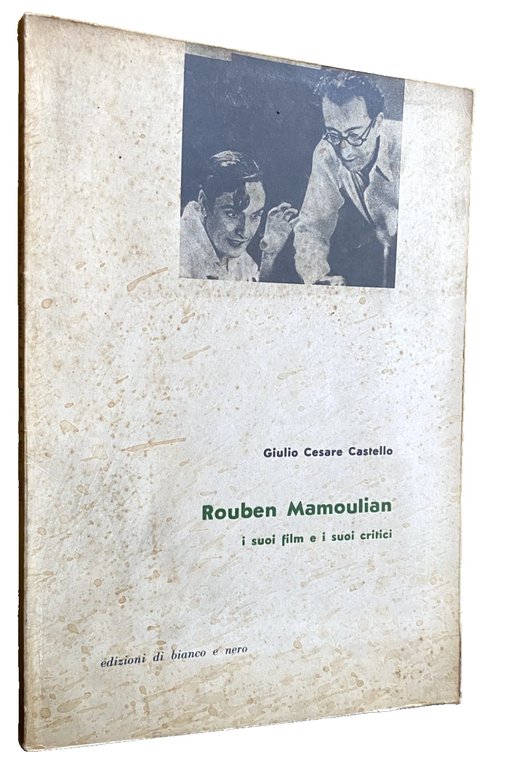 Giulio Cesare Castello
Rouben Mamoulian
i suoi film e i suoi critici
edizioni di bianco e nero